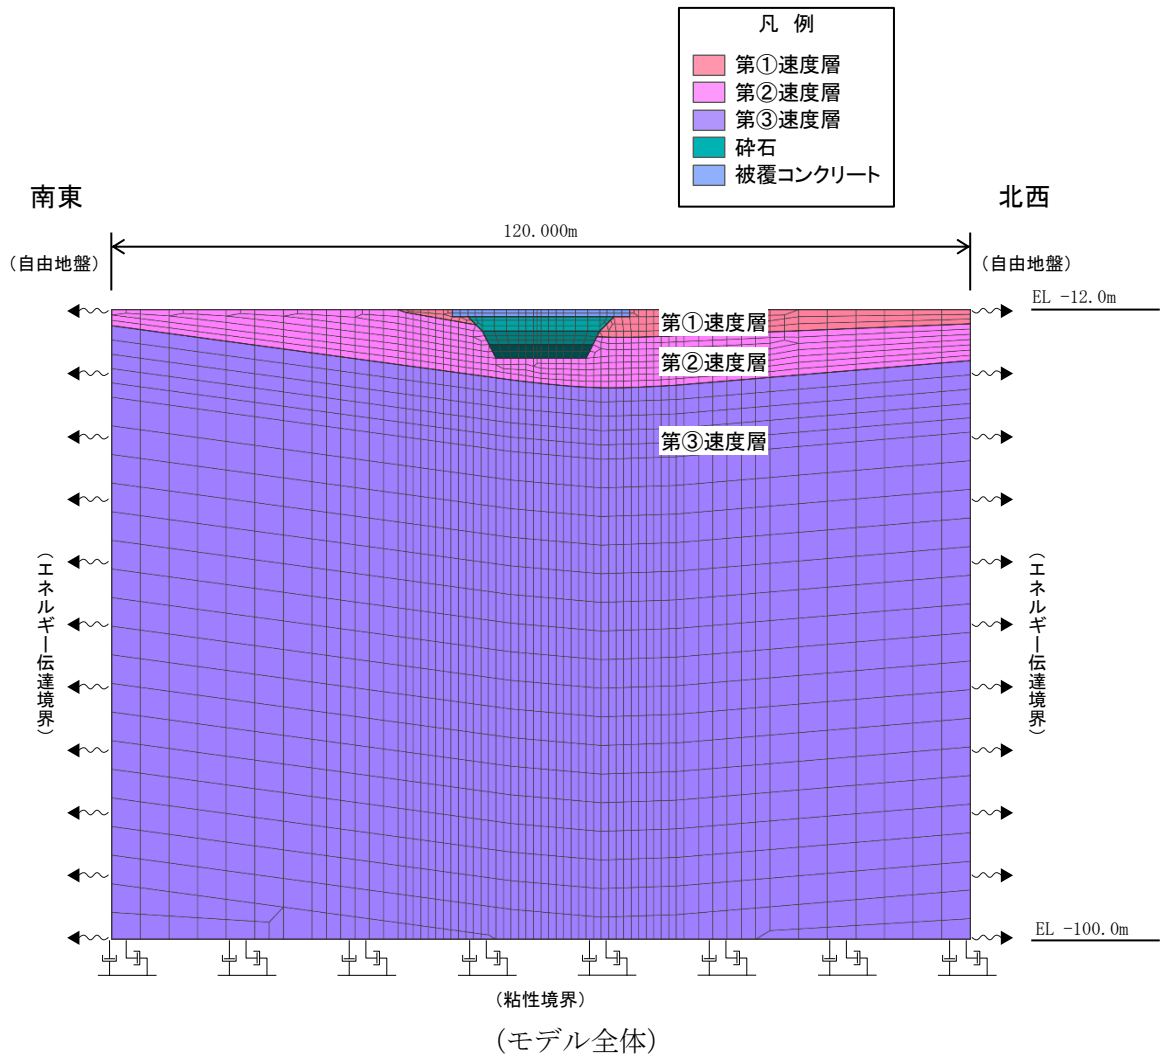 凡 例
第①速度層
第②速度層
第③速度層
砕石
被覆コンクリート
南東
北西
120.000m
(自由地盤)
(自由地盤)
EL -12.0m
第①速度層
第②速度層
第③速度層
(エネルギー伝達境界)
(エネルギー伝達境界)
EL -100.0m
(粘性境界)
(モデル全体)